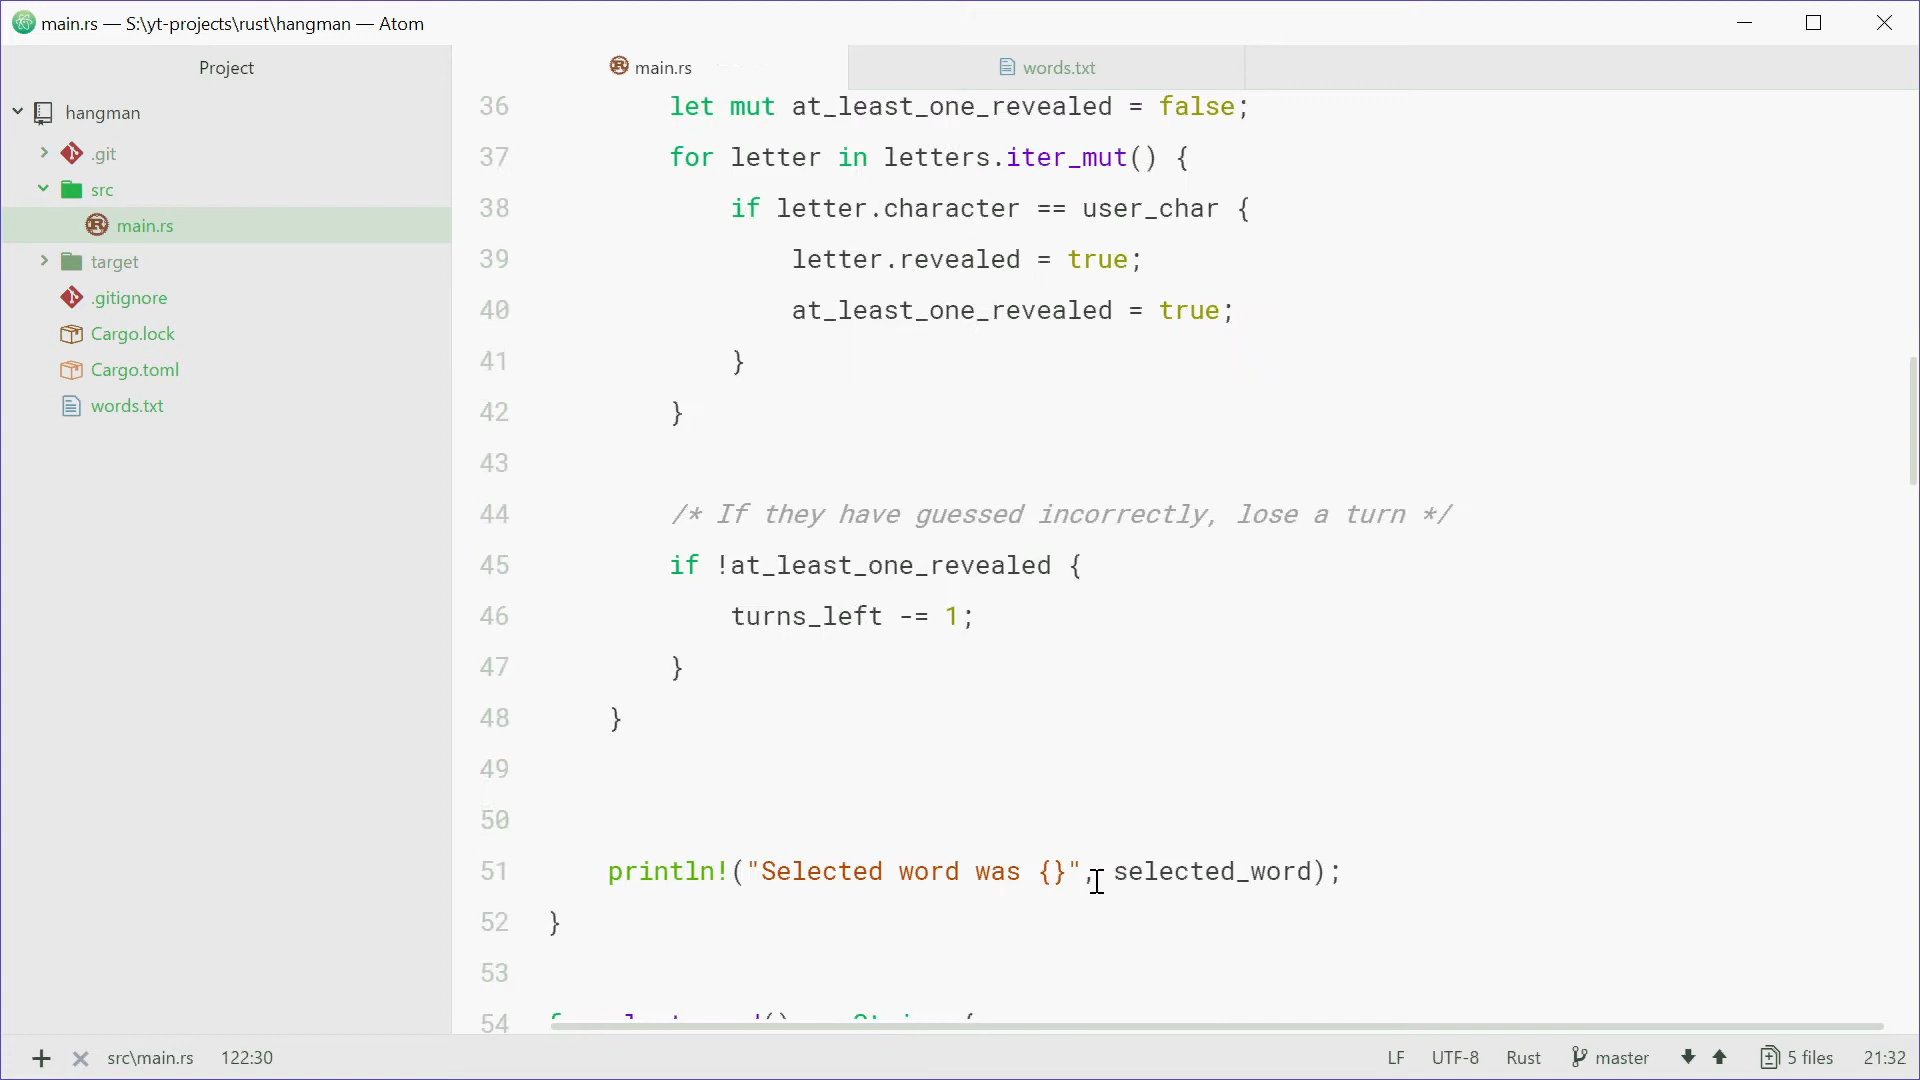 main.rs — S:\yt-projects\rust\hangman — Atom
Project
main.rs
words.txt
hangman
.git
src
main.rs
target
.gitignore
Cargo.lock
Cargo.toml
words.txt
36 let mut at_least_one_revealed = false;
37 for letter in letters.iter_mut() {
38 if letter.character == user_char {
39 letter.revealed = true;
40 at_least_one_revealed = true;
41 }
42 }
43
44 /* If they have guessed incorrectly, lose a turn */
45 if !at_least_one_revealed {
46 turns_left -= 1;
47 }
48 }
49
50
51 println!("Selected word was {}", selected_word);
52 }
53
54
src\main.rs 122:30
LF UTF-8 Rust master 5 files 21:32